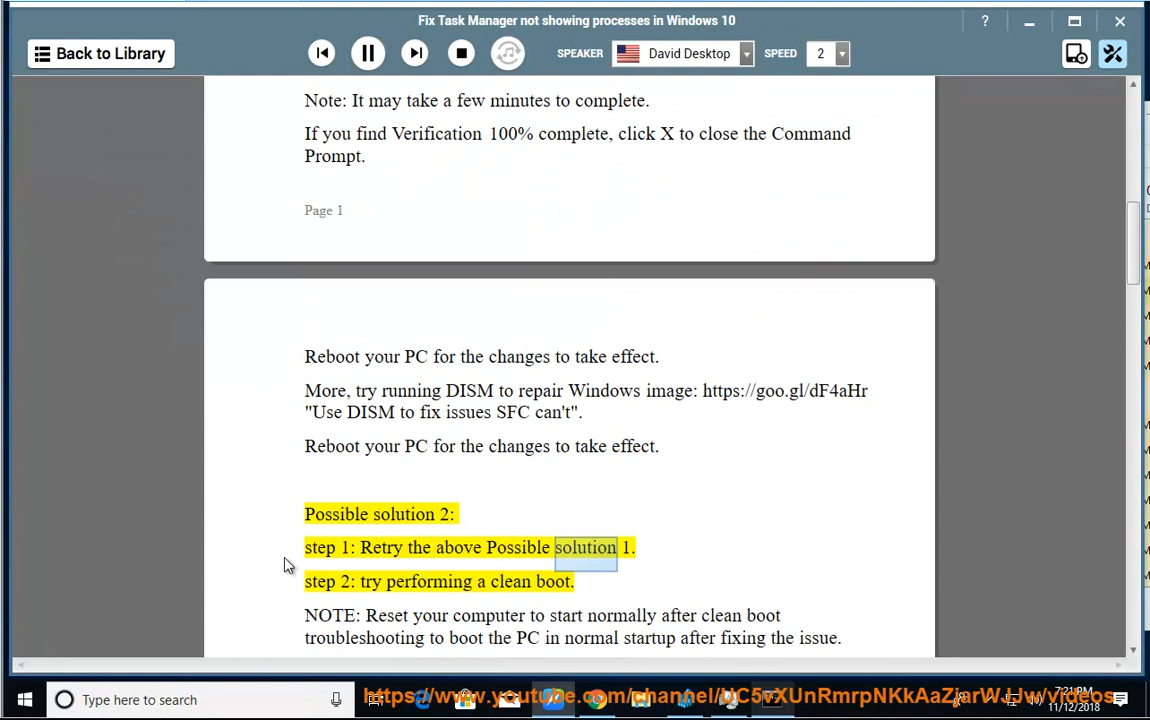 Fix Task Manager not showing processes in Windows 10
Back to Library
SPEAKER
David Desktop
SPEED
2
Note: It may take a few minutes to complete.
If you find Verification 100% complete, click X to close the Command
Prompt.
Page 1
Reboot your PC for the changes to take effect.
More, try running DISM to repair Windows image: https://goo.gl/dF4aHr
"Use DISM to fix issues SFC can't".
Reboot your PC for the changes to take effect.
Possible solution 2:
step 1: Retry the above Possible solution 1.
step 2: try performing a clean boot.
NOTE: Reset your computer to start normally after clean boot
troubleshooting to boot the PC in normal startup after fixing the issue.
Type here to search
7:21 PM
11/12/2018